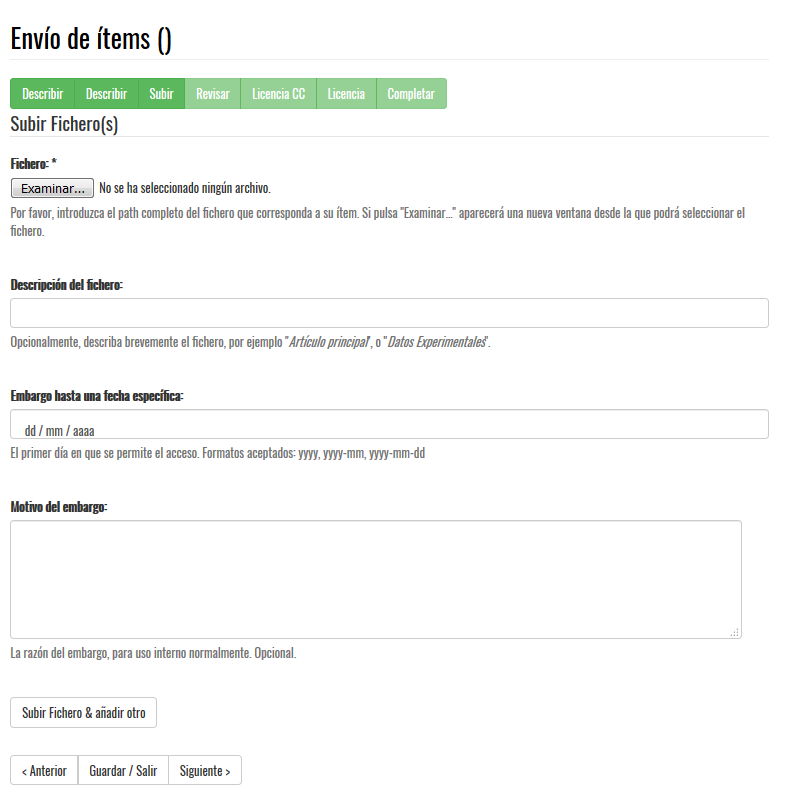 Envío de ítems ()
Describir Describir Subir Revisar Licencia CC Licencia Completar
Subir Fichero(s)
Fichero: *
Examinar... No se ha seleccionado ningún archivo.
Por favor, introduzca el path completo del fichero que corresponda a su ítem. Si pulsa "Examinar..." aparecerá una nueva ventana desde la que podrá seleccionar el
fichero.
Descripción del fichero:
Opcionalmente, describa brevemente el fichero, por ejemplo "Artículo principal", o "Datos Experimentales".
Embargo hasta una fecha específica:
dd / mm / aaaa
El primer día en que se permite el acceso. Formatos aceptados: yyyy, yyyy-mm, yyyy-mm-dd
Motivo del embargo:
La razón del embargo, para uso interno normalmente. Opcional.
Subir Fichero & añadir otro
< Anterior Guardar / Salir Siguiente >